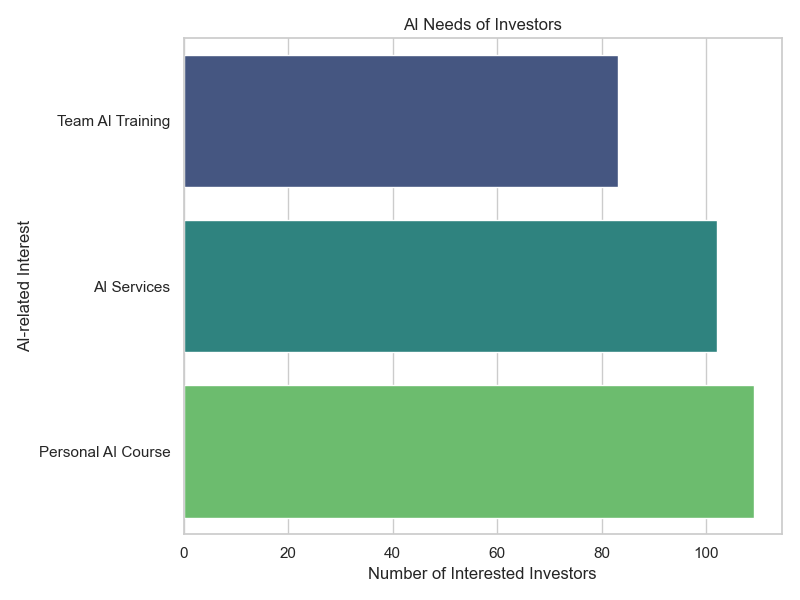 AI Needs of Investors
Team AI Training
AI Services
Personal AI Course
AI-related Interest
0 20 40 60 80 100
Number of Interested Investors